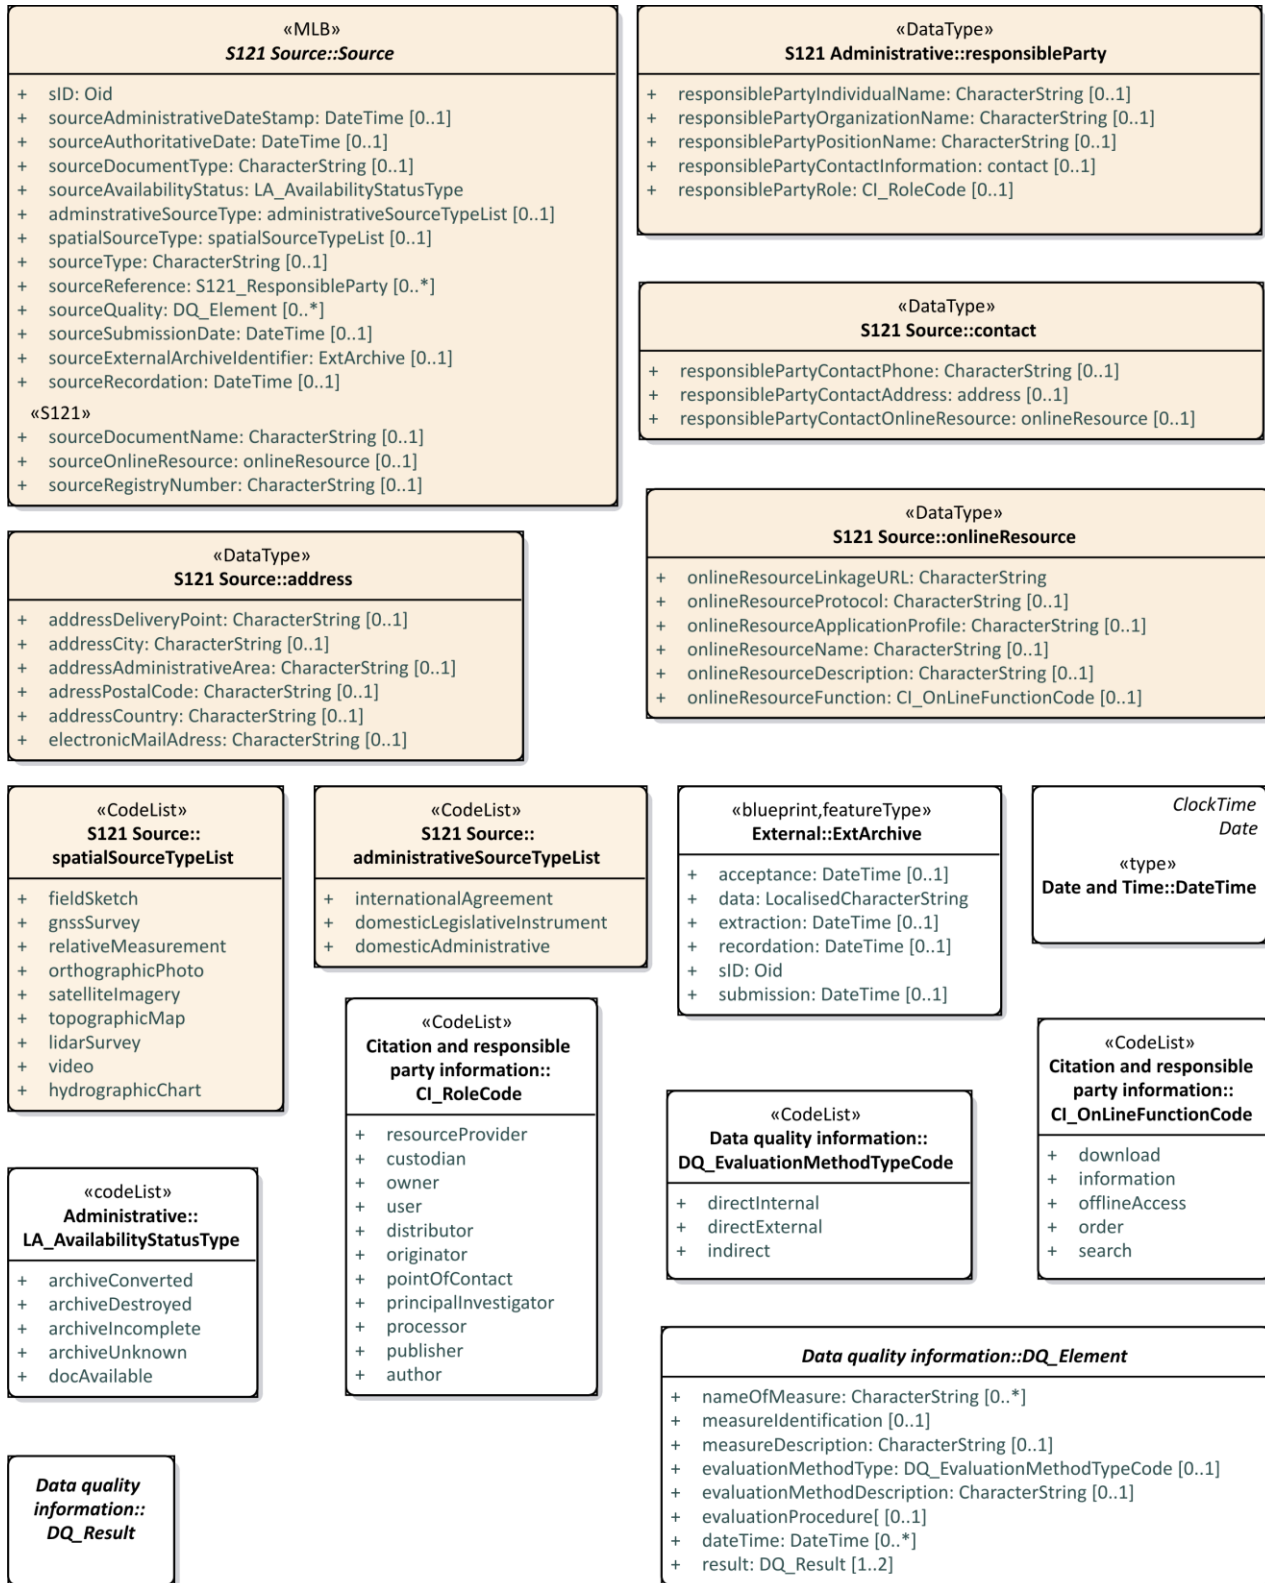 «MLB»
S121 Source::Source
+ sID: Oid
+ sourceAdministrativeDateStamp: DateTime [0..1]
+ sourceAuthoritativeDate: DateTime [0..1]
+ sourceDocumentType: CharacterString [0..1]
+ sourceAvailabilityStatus: LA_AvailabilityStatusType
+ adminstrativeSourceType: administrativeSourceTypeList [0..1]
+ spatialSourceType: spatialSourceTypeList [0..1]
+ sourceType: CharacterString [0..1]
+ sourceReference: S121_ResponsibleParty [0..*]
+ sourceQuality: DQ_Element [0..*]
+ sourceSubmissionDate: DateTime [0..1]
+ sourceExternalArchiveIdentifier: ExtArchive [0..1]
+ sourceRecordation: DateTime [0..1]
«S121»
+ sourceDocumentName: CharacterString [0..1]
+ sourceOnlineResource: onlineResource [0..1]
+ sourceRegistryNumber: CharacterString [0..1]
«DataType»
S121 Administrative::responsibleParty
+ responsiblePartyIndividualName: CharacterString [0..1]
+ responsiblePartyOrganizationName: CharacterString [0..1]
+ responsiblePartyPositionName: CharacterString [0..1]
+ responsiblePartyContactInformation: contact [0..1]
+ responsiblePartyRole: CI_RoleCode [0..1]
«DataType»
S121 Source::contact
+ responsiblePartyContactPhone: CharacterString [0..1]
+ responsiblePartyContactAddress: address [0..1]
+ responsiblePartyContactOnlineResource: onlineResource [0..1]
«DataType»
S121 Source::address
+ addressDeliveryPoint: CharacterString [0..1]
+ addressCity: CharacterString [0..1]
+ addressAdministrativeArea: CharacterString [0..1]
+ adressPostalCode: CharacterString [0..1]
+ addressCountry: CharacterString [0..1]
+ electronicMailAdress: CharacterString [0..1]
«DataType»
S121 Source::onlineResource
+ onlineResourceLinkageURL: CharacterString
+ onlineResourceProtocol: CharacterString [0..1]
+ onlineResourceApplicationProfile: CharacterString [0..1]
+ onlineResourceName: CharacterString [0..1]
+ onlineResourceDescription: CharacterString [0..1]
+ onlineResourceFunction: CI_OnLineFunctionCode [0..1]
«CodeList»
S121 Source::
spatialSourceTypeList
+ fieldSketch
+ gnssSurvey
+ relativeMeasurement
+ orthographicPhoto
+ satelliteImagery
+ topographicMap
+ lidarSurvey
+ video
+ hydrographicChart
«CodeList»
S121 Source::
administrativeSourceTypeList
+ internationalAgreement
+ domesticLegislativeInstrument
+ domesticAdministrative
«blueprint,featureType»
External::ExtArchive
+ acceptance: DateTime [0..1]
+ data: LocalisedCharacterString
+ extraction: DateTime [0..1]
+ recordation: DateTime [0..1]
+ sID: Oid
+ submission: DateTime [0..1]
ClockTime
Date
«type»
Date and Time::DateTime
«CodeList»
Citation and responsible
party information::
CI_RoleCode
+ resourceProvider
+ custodian
+ owner
+ user
+ distributor
+ originator
+ pointOfContact
+ principalInvestigator
+ processor
+ publisher
+ author
«CodeList»
Citation and responsible
party information::
CI_OnLineFunctionCode
+ download
+ information
+ offlineAccess
+ order
+ search
«CodeList»
Data quality information::
DQ_EvaluationMethodTypeCode
+ directInternal
+ directExternal
+ indirect
«codeList»
Administrative::
LA_AvailabilityStatusType
+ archiveConverted
+ archiveDestroyed
+ archiveIncomplete
+ archiveUnknown
+ docAvailable
Data quality information::DQ_Element
+ nameOfMeasure: CharacterString [0..*]
+ measureIdentification [0..1]
+ measureDescription: CharacterString [0..1]
+ evaluationMethodType: DQ_EvaluationMethodTypeCode [0..1]
+ evaluationMethodDescription: CharacterString [0..1]
+ evaluationProcedure[ [0..1]
+ dateTime: DateTime [0..*]
+ result: DQ_Result [1..2]
Data quality
information::
DQ_Result